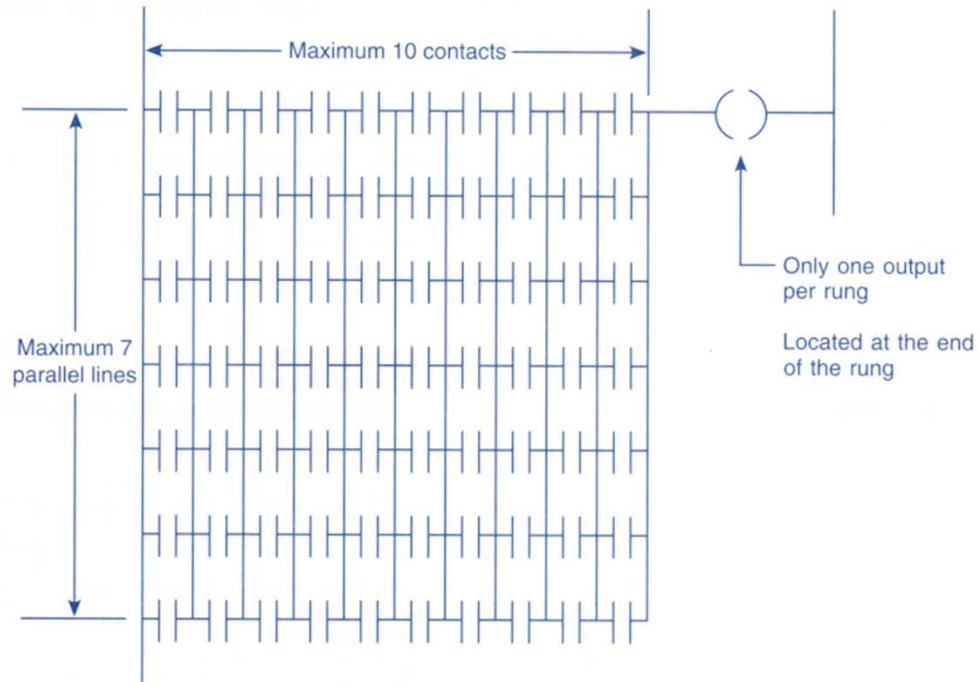 Maximum 10 contacts
Only one output
per rung
Located at the end
of the rung
Maximum 7
parallel lines